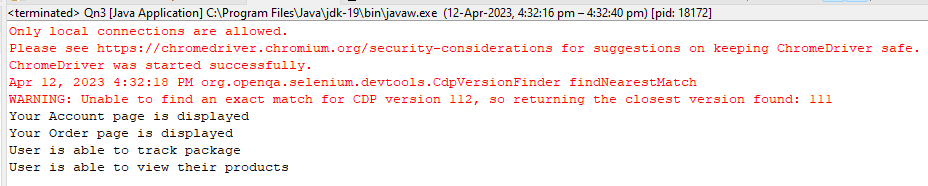 <terminated> Qn3 [Java Application] C:\Program Files\Java\jdk-19\bin\javaw.exe (12-Apr-2023, 4:32:16 pm – 4:32:40 pm) [pid: 18172]
Only local connections are allowed.
Please see https://chromedriver.chromium.org/security-considerations for suggestions on keeping ChromeDriver safe.
ChromeDriver was started successfully.
Apr 12, 2023 4:32:18 PM org.openqa.selenium.devtools.CdpVersionFinder findNearestMatch
WARNING: Unable to find an exact match for CDP version 112, so returning the closest version found: 111
Your Account page is displayed
Your Order page is displayed
User is able to track package
User is able to view their products